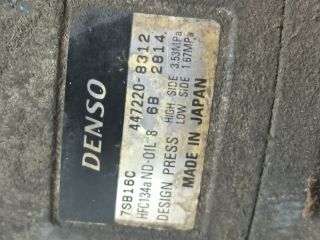 DENSO
447220-8312
6B 2814
7SB16C
HFC134a ND-OIL 8
DESIGN PRESS HIGH SIDE 3.53MPa
LOW SIDE 1.67MPa
MADE IN JAPAN